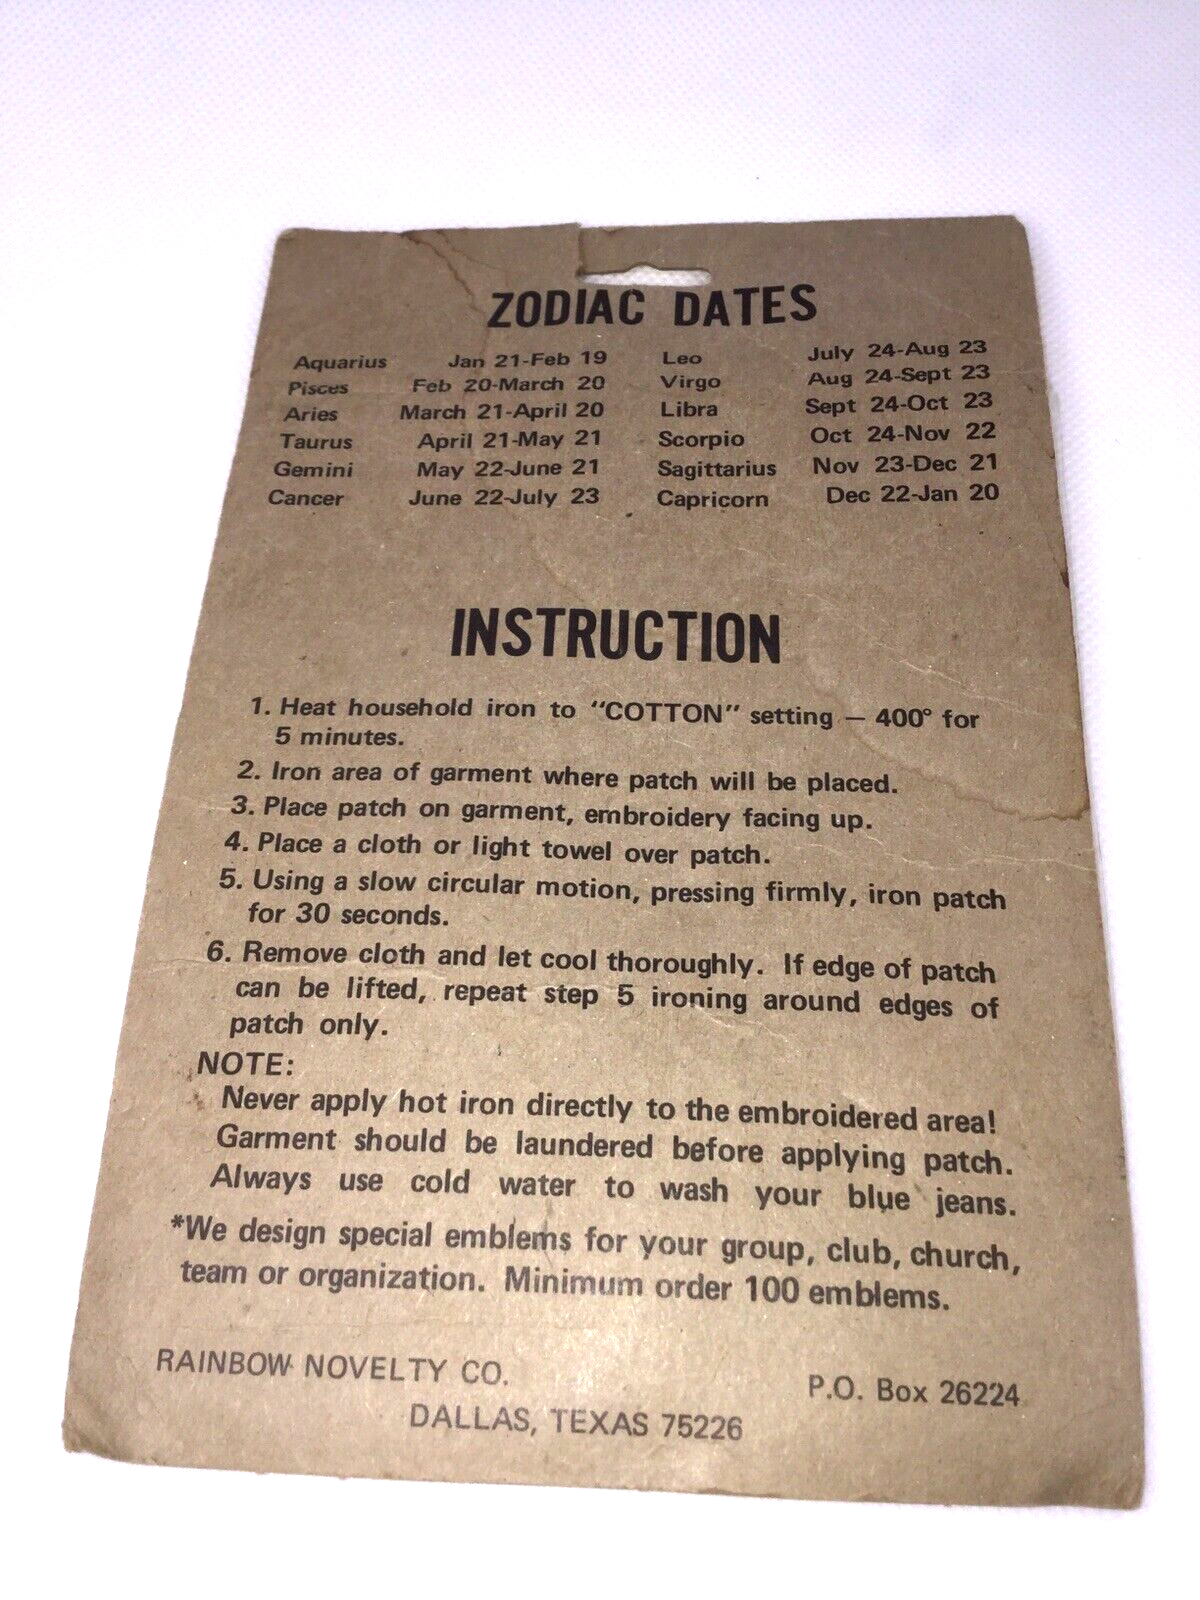 ZODIAC DATES
Aquarius Jan 21-Feb 19 Leo July 24-Aug 23
Pisces Feb 20-March 20 Virgo Aug 24-Sept 23
Aries March 21-April 20 Libra Sept 24-Oct 23
Taurus April 21-May 21 Scorpio Oct 24-Nov 22
Gemini May 22-June 21 Sagittarius Nov 23-Dec 21
Cancer June 22-July 23 Capricorn Dec 22-Jan 20
INSTRUCTION
1. Heat household iron to "COTTON" setting — 400° for
5 minutes.
2. Iron area of garment where patch will be placed.
3. Place patch on garment, embroidery facing up.
4. Place a cloth or light towel over patch.
5. Using a slow circular motion, pressing firmly, iron patch
for 30 seconds.
6. Remove cloth and let cool thoroughly. If edge of patch
can be lifted, repeat step 5 ironing around edges of
patch only.
NOTE:
Never apply hot iron directly to the embroidered area!
Garment should be laundered before applying patch.
Always use cold water to wash your blue jeans.
*We design special emblems for your group, club, church,
team or organization. Minimum order 100 emblems.
RAINBOW NOVELTY CO. P.O. Box 26224
DALLAS, TEXAS 75226